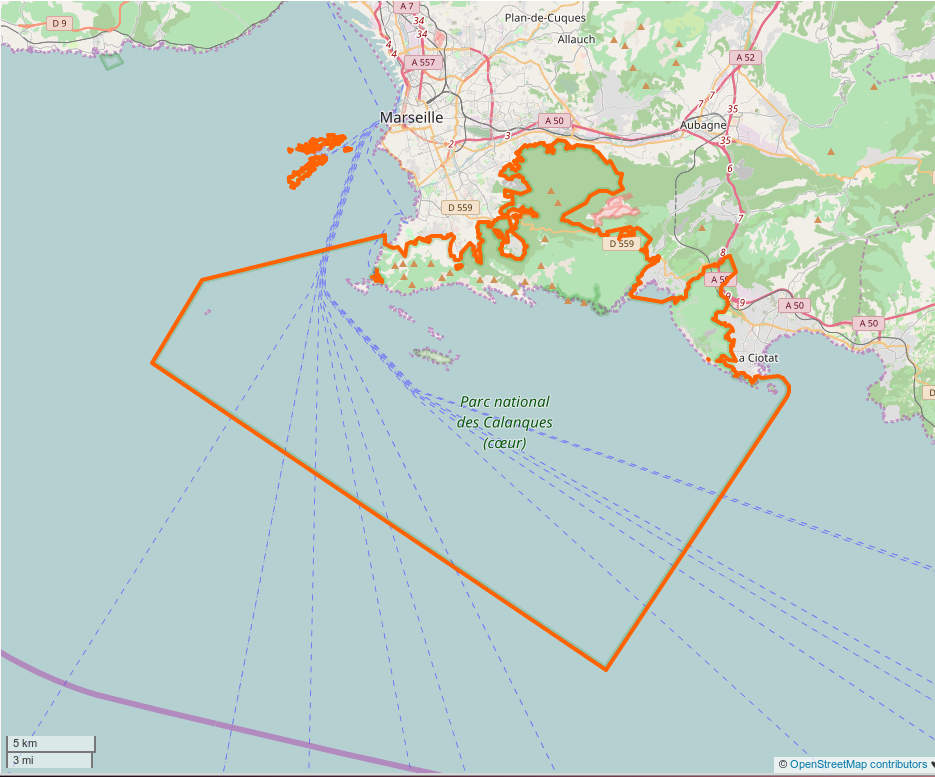 A 7
Plan-de-Cuques
D 9
34
34
Allauch
4
4
A 557
A 52
7
7
35
Marseille
A 50
Aubagne
3
2
35
6
D 559
7
D 559
8
A 50
9
9
A 50
A 50
a Ciotat
D
Parc national
des Calanques
(cœur)
5 km
3 mi
© OpenStreetMap contributors ♥